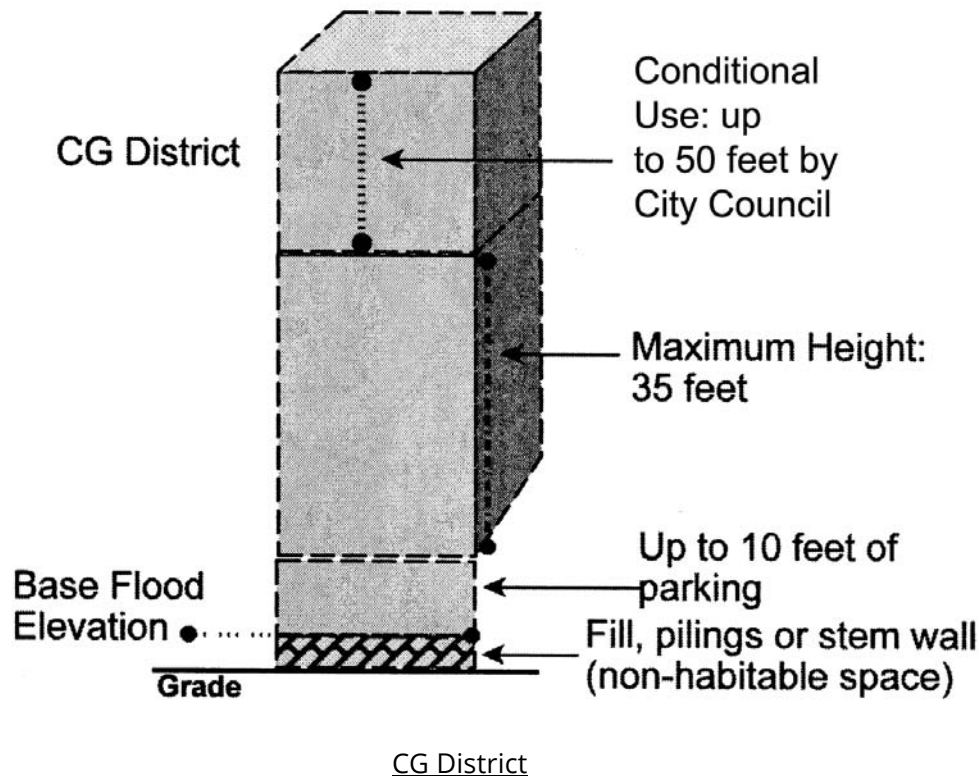 Conditional
Use: up
to 50 feet by
City Council
CG District
Maximum Height:
35 feet
Up to 10 feet of
parking
Base Flood
Elevation
Fill, pilings or stem wall
(non-habitable space)
Grade
CG District